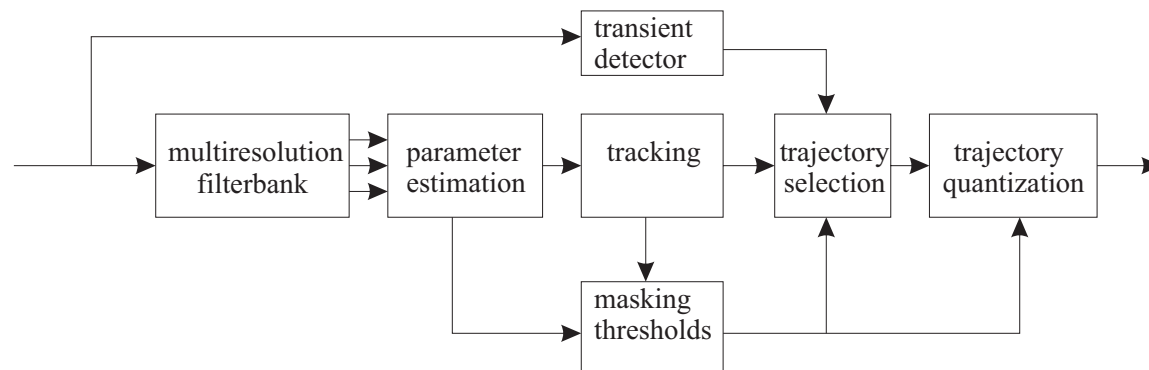 transient
detector
multiresolution
filterbank
parameter
estimation
tracking
trajectory
selection
trajectory
quantization
masking
thresholds